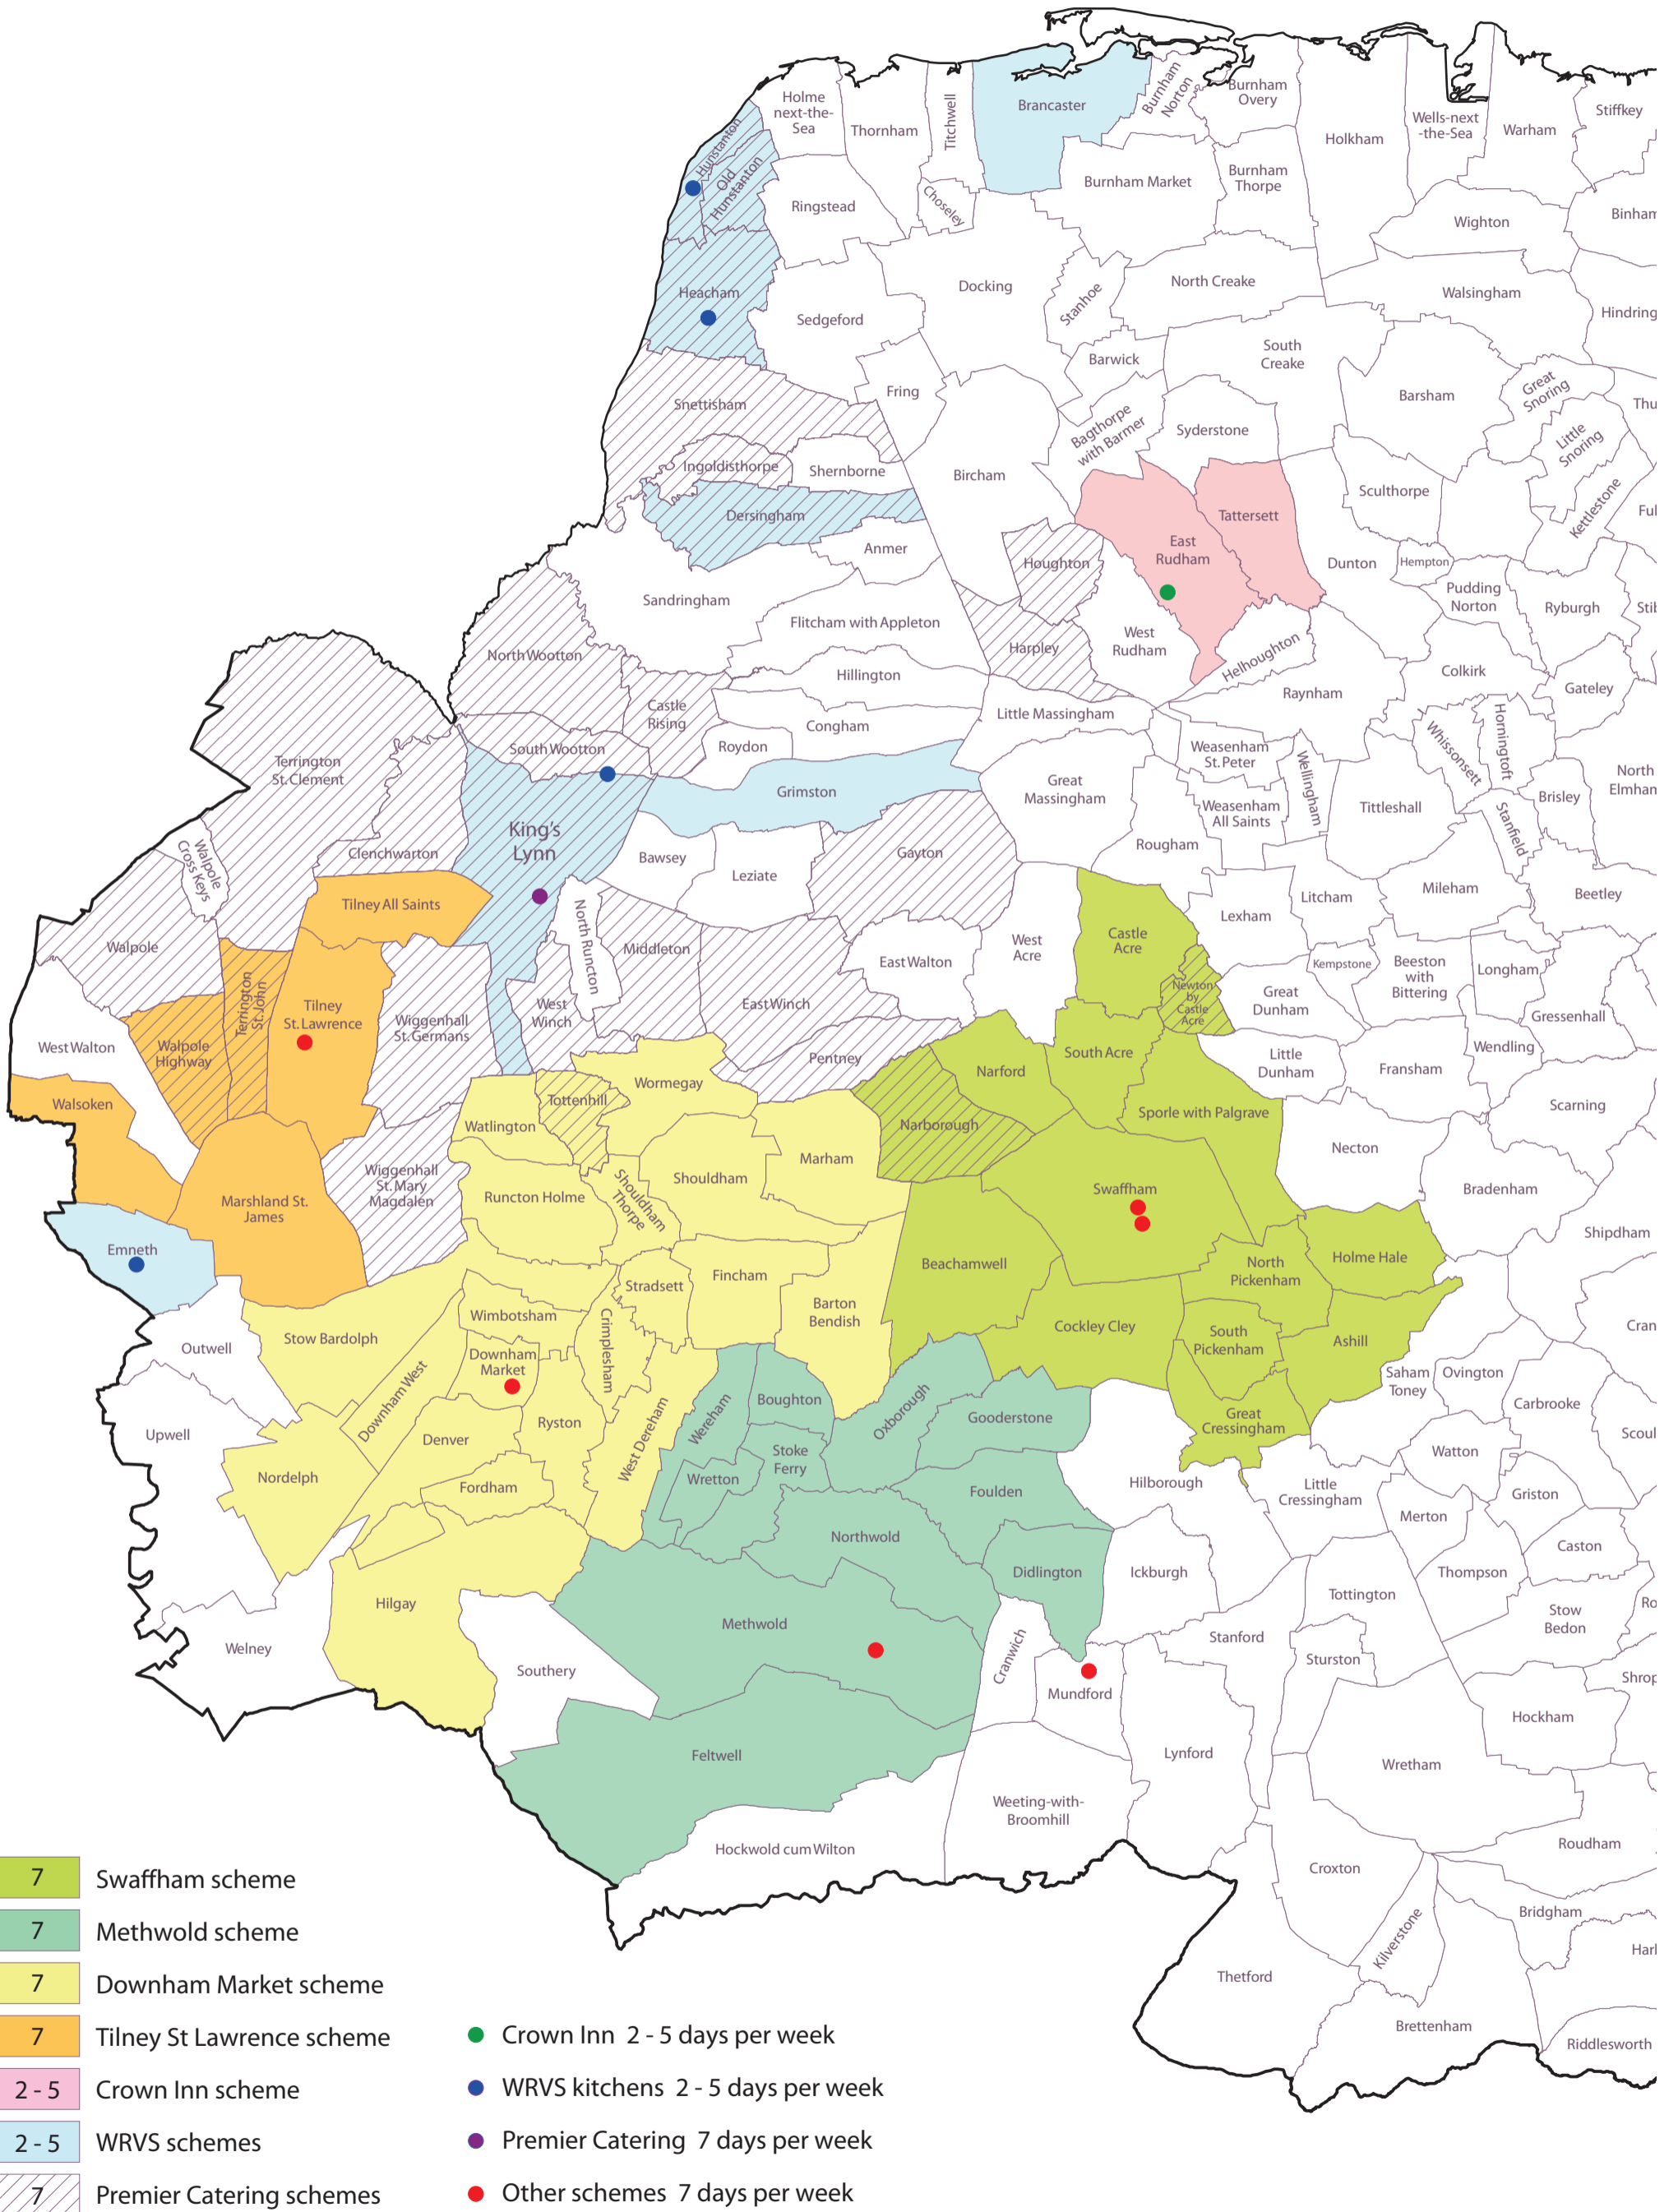 Holme
next-the-
Sea
Thornham
Titchwell
Brancaster
Burnham
Norton
Burnham
Overy
Holkham
Wells-next
-the-Sea
Warham
Stiffkey
Hunstanton
Old
Hunstanton
Ringstead
Choseley
Burnham Market
Burnham
Thorpe
Wighton
Binham
Heacham
Sedgeford
Docking
Stanhoe
North Creake
Walsingham
Hindring
Snettisham
Fring
Barwick
South
Creake
Barsham
Great
Snoring
Thu
Bagthorpe
with Barmer
Syderstone
Little
Snoring
Ingoldisthorpe
Shernborne
Bircham
Sculthorpe
Kettlestone
Ful
Dersingham
Tattersett
Anmer
Houghton
East
Rudham
Dunton
Hempton
Pudding
Norton
Ryburgh
Stib
Sandringham
Flitcham with Appleton
North Wootton
Harpley
West
Rudham
Helhoughton
Colkirk
Hillington
Raynham
Gateley
Castle
Rising
Congham
Little Massingham
Whissonsett
Horningtoft
South Wootton
Roydon
Weasenham
St. Peter
Wellingham
North
Elmham
Terrington
St. Clement
Grimston
Great
Massingham
Weasenham
All Saints
Tittleshall
Brisley
Stanfield
King's
Lynn
Rougham
Walpole
Cross Keys
Clenchwarton
Bawsey
Leziate
Gayton
Mileham
Beetley
Litcham
Lexham
Tilney All Saints
North Runcton
Middleton
Walpole
East Walton
West
Acre
Castle
Acre
Kempstone
Beeston
with
Bittering
Longham
Terrington
St. John
Tilney
St. Lawrence
Wiggenhall
St. Germans
West
Winch
East Winch
Newton
by
Castle
Acre
Great
Dunham
Gressenhall
West Walton
Walpole
Highway
Pentney
South Acre
Little
Dunham
Fransham
Wendling
Wormegay
Narford
Walsoken
Tottenhill
Watlington
Narborough
Sporle with Palgrave
Scarning
Necton
Marham
Wiggenhall
St. Mary
Magdalen
Runcton Holme
Shouldham
Thorpe
Shouldham
Swaffham
Bradenham
Marshland St.
James
Shipdham
Emneth
Beachamwell
North
Pickenham
Holme Hale
Stradsett
Fincham
Barton
Bendish
Wimbotsham
Crimplesham
Cockley Cley
South
Pickenham
Ashill
Cran
Outwell
Stow Bardolph
Downham
Market
Downham West
Saham
Toney
Ovington
Carbrooke
Wereham
Boughton
Oxborough
Gooderstone
Great
Cressingham
Upwell
Denver
Ryston
West Dereham
Stoke
Ferry
Watton
Scoul
Nordelph
Fordham
Wretton
Foulden
Hilborough
Little
Cressingham
Griston
Merton
Northwold
Didlington
Ickburgh
Caston
Thompson
Hilgay
Methwold
Tottington
Stow
Bedon
Ro
Welney
Southery
Cranwich
Stanford
Sturston
Shrop
Mundford
Hockham
Feltwell
Lynford
Wretham
Weeting-with-
Broomhill
Hockwold cum Wilton
Roudham
Croxton
Bridgham
Kilverstone
Harl
Thetford
Brettenham
Riddlesworth
7 Swaffham scheme
7 Methwold scheme
7 Downham Market scheme
7 Tilney St Lawrence scheme
2 - 5 Crown Inn scheme
2 - 5 WRVS schemes
7 Premier Catering schemes
Crown Inn 2 - 5 days per week
WRVS kitchens 2 - 5 days per week
Premier Catering 7 days per week
Other schemes 7 days per week